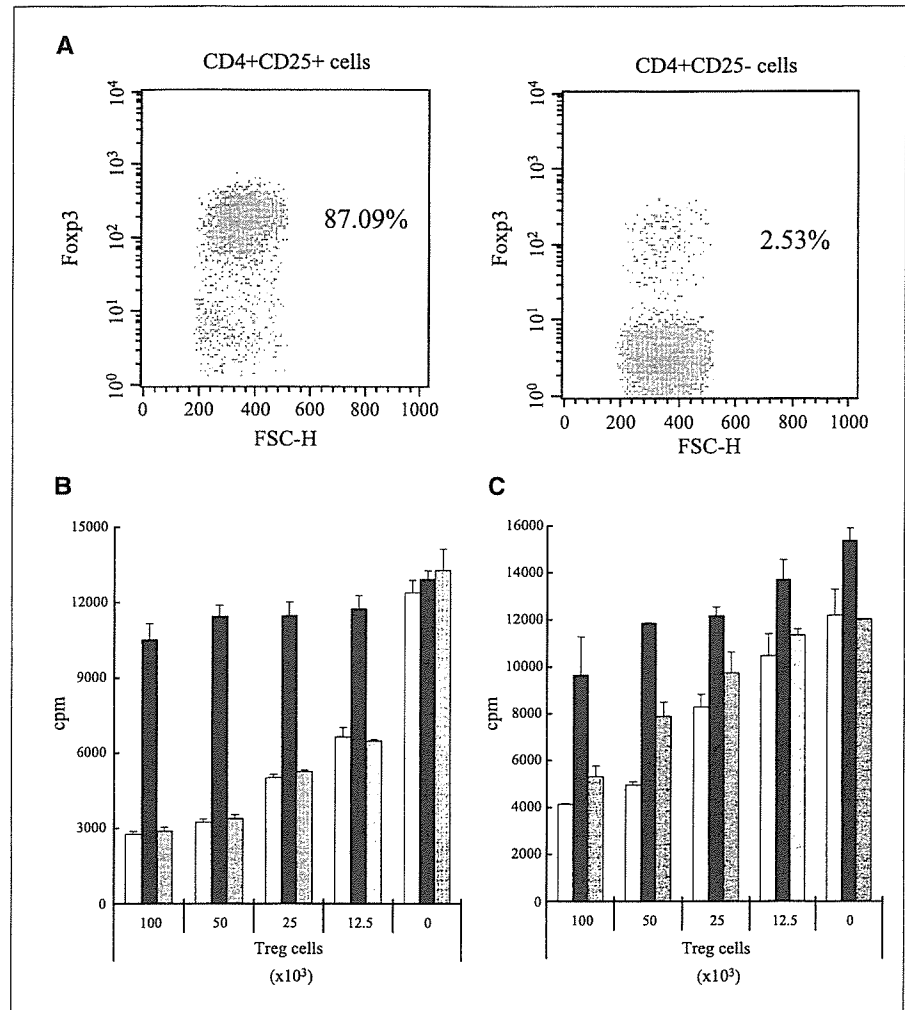 A
CD4+CD25+ cells
CD4+CD25- cells
10⁴
10³
10²
10¹
10⁰
Foxp3
87.09%
0 200 400 600 800 1000
FSC-H
10⁴
10³
10²
10¹
10⁰
Foxp3
2.53%
0 200 400 600 800 1000
FSC-H
B
15000
12000
9000
6000
3000
0
cpm
100 50 25 12.5 0
Treg cells
(x10³)
C
16000
14000
12000
10000
8000
6000
4000
2000
0
cpm
100 50 25 12.5 0
Treg cells
(x10³)